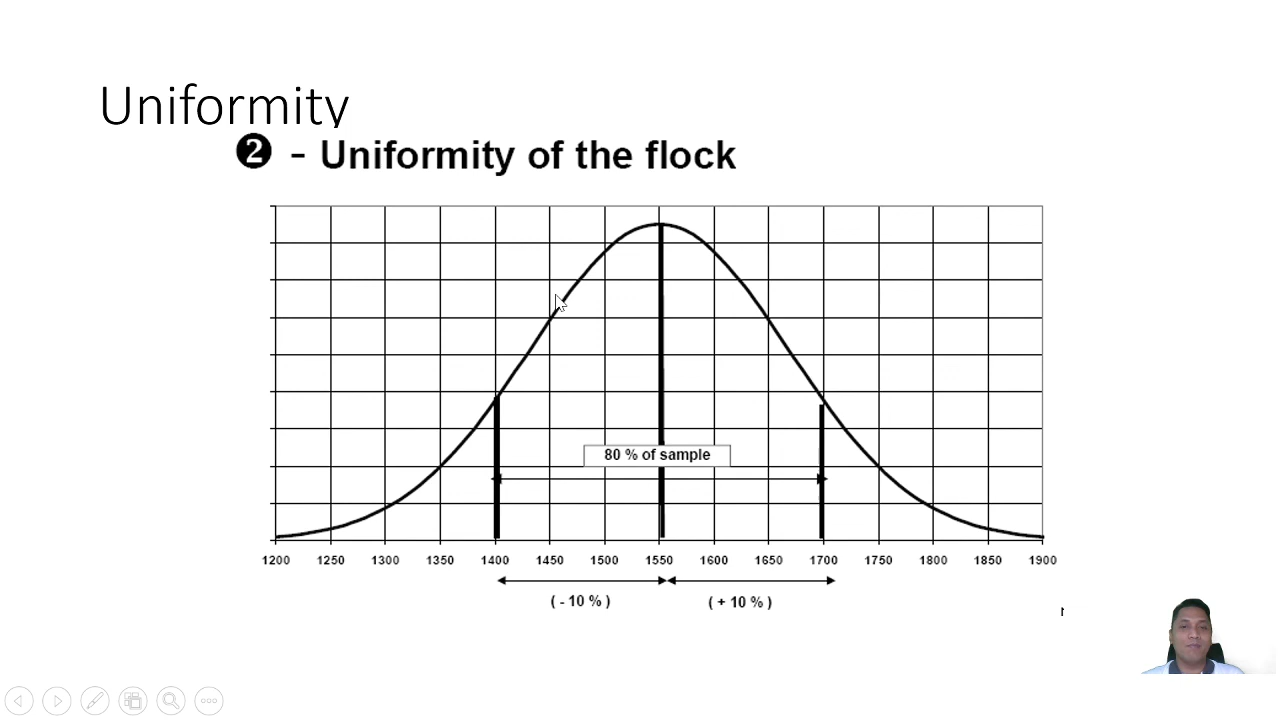 Uniformity
❷ - Uniformity of the flock
80 % of sample
1200 1250 1300 1350 1400 1450 1500 1550 1600 1650 1700 1750 1800 1850 1900
( - 10 % ) ( + 10 % )